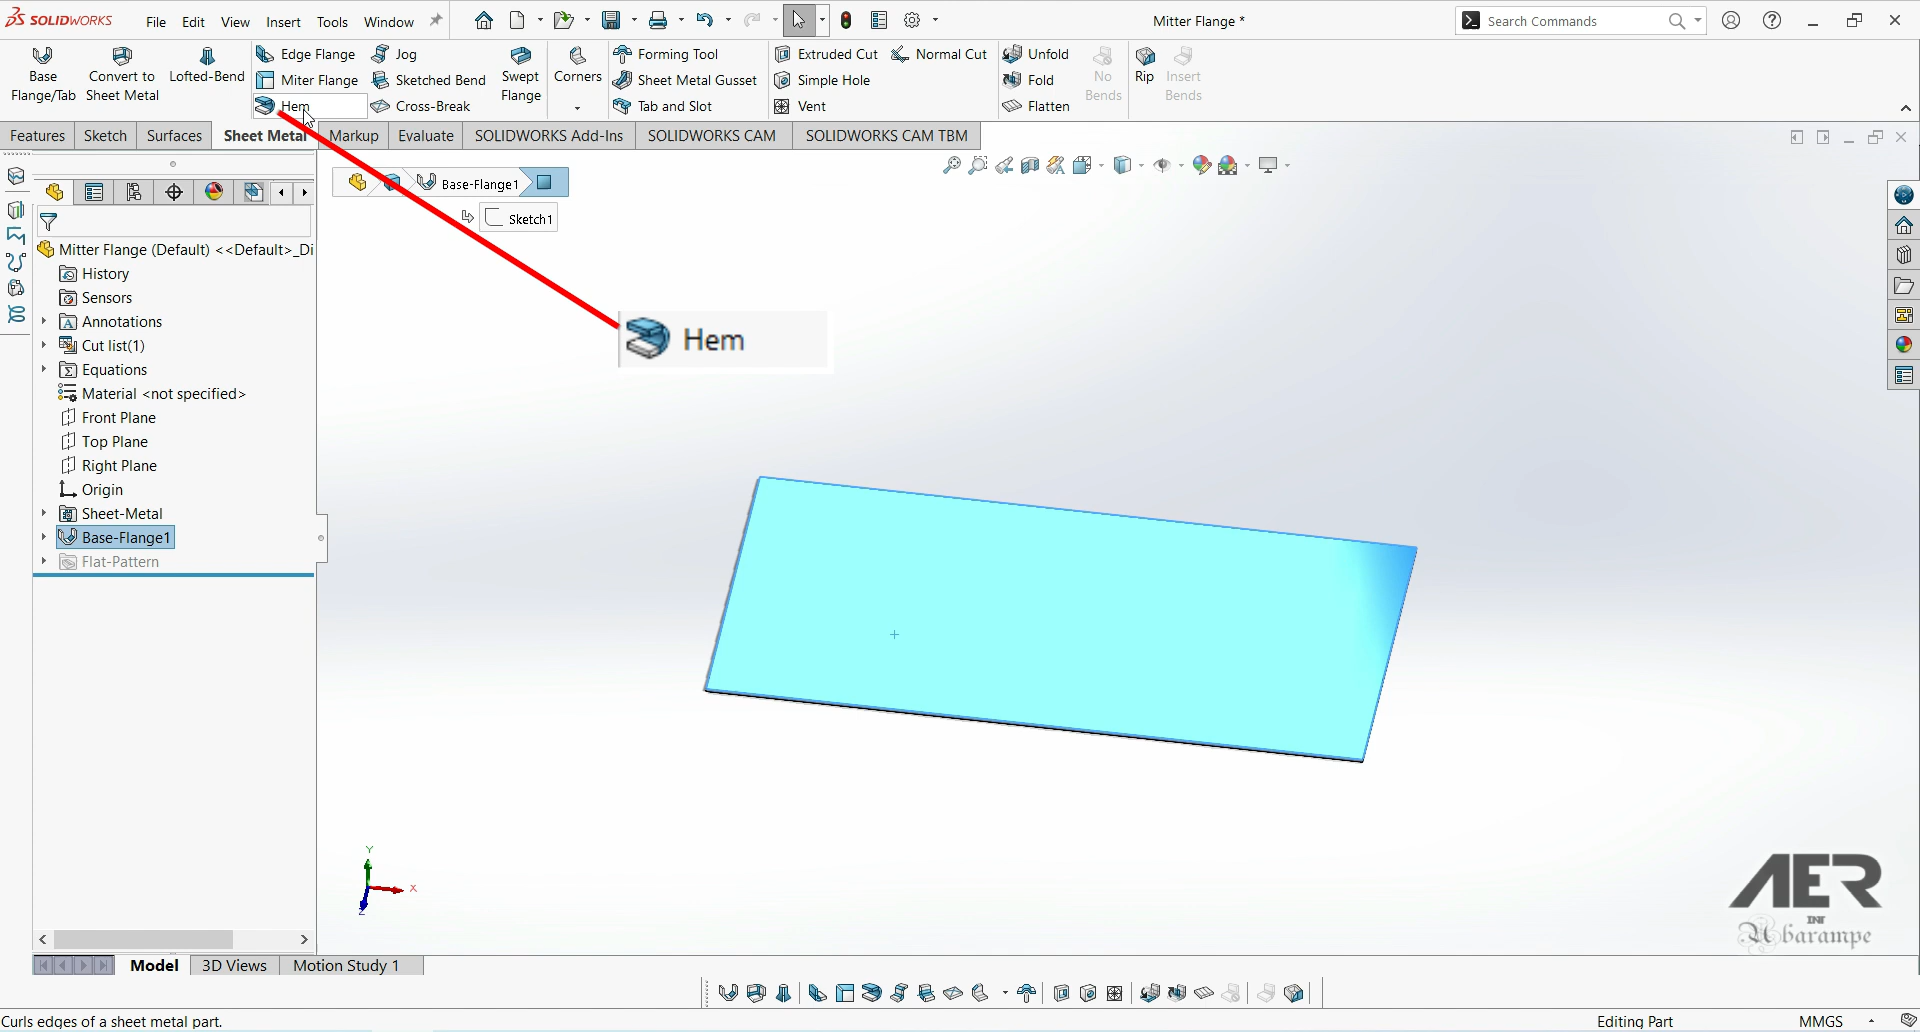 SOLIDWORKS File Edit View Insert Tools Window Mitter Flange * Search Commands
Base Flange/Tab
Convert to Sheet Metal
Lofted-Bend
Edge Flange
Miter Flange
Hem
Jog
Sketched Bend
Cross-Break
Swept Flange
Corners
Forming Tool
Sheet Metal Gusset
Tab and Slot
Extruded Cut
Simple Hole
Vent
Normal Cut
Unfold
Fold
Flatten
No Bends
Rip
Insert Bends
Features Sketch Surfaces Sheet Metal Markup Evaluate SOLIDWORKS Add-Ins SOLIDWORKS CAM SOLIDWORKS CAM TBM
Base-Flange1
Sketch1
Mitter Flange (Default) <<Default>_Di
History
Sensors
Annotations
Cut list(1)
Equations
Material <not specified>
Front Plane
Top Plane
Right Plane
Origin
Sheet-Metal
Base-Flange1
Flat-Pattern
Hem
Y
X
Z
AER
INT
Abarampe
Model 3D Views Motion Study 1
Curls edges of a sheet metal part. Editing Part MMGS